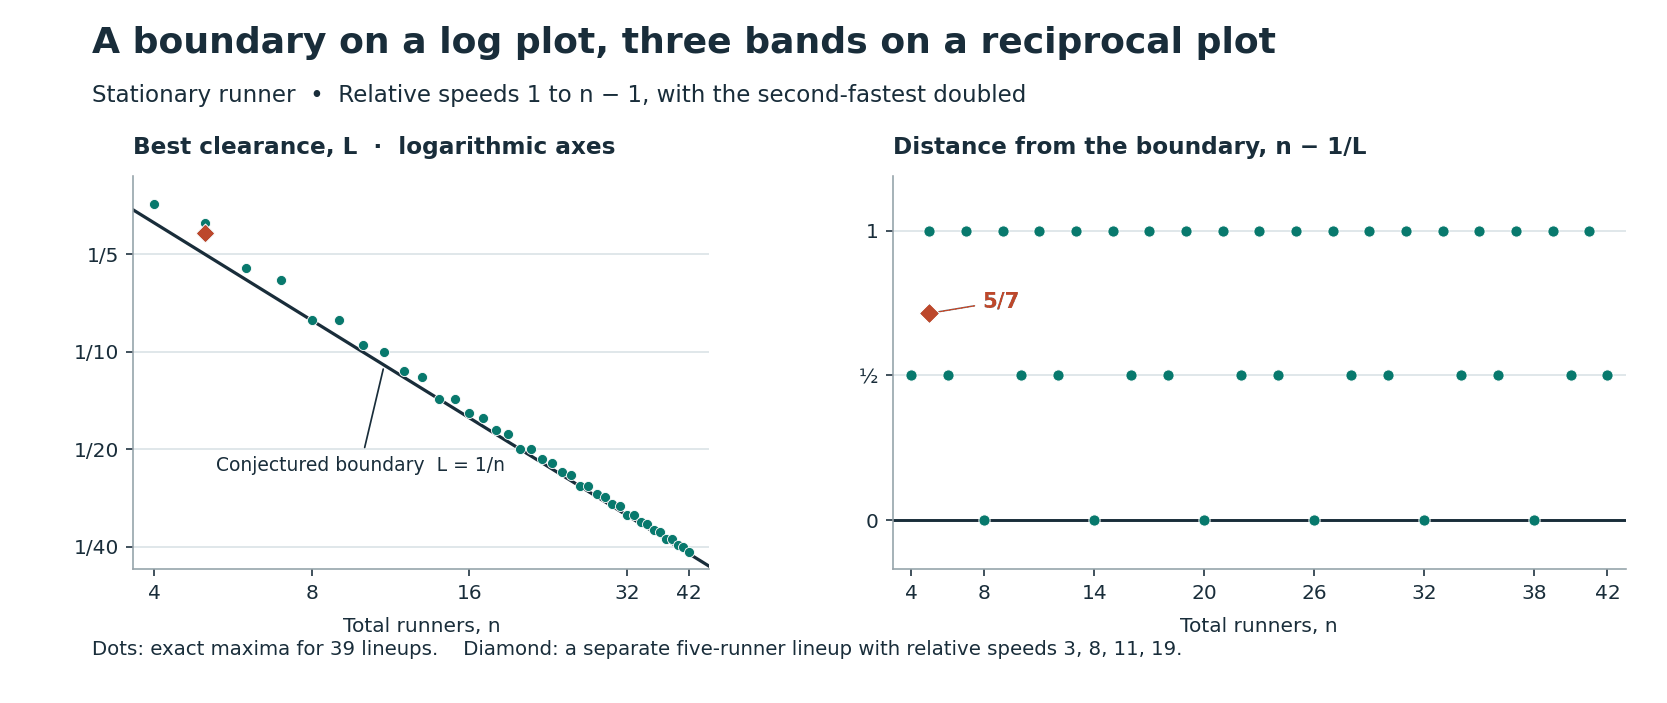 A boundary on a log plot, three bands on a reciprocal plot
Stationary runner • Relative speeds 1 to n − 1, with the second-fastest doubled
Best clearance, L · logarithmic axes
1/5
1/10
1/20
1/40
Conjectured boundary L = 1/n
4 8 16 32 42
Total runners, n
Distance from the boundary, n − 1/L
1
5/7
½
0
4 8 14 20 26 32 38 42
Total runners, n
Dots: exact maxima for 39 lineups. Diamond: a separate five-runner lineup with relative speeds 3, 8, 11, 19.